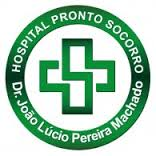 HOSPITAL PRONTO SOCORRO
Dr. João Lúcio Pereira Machado